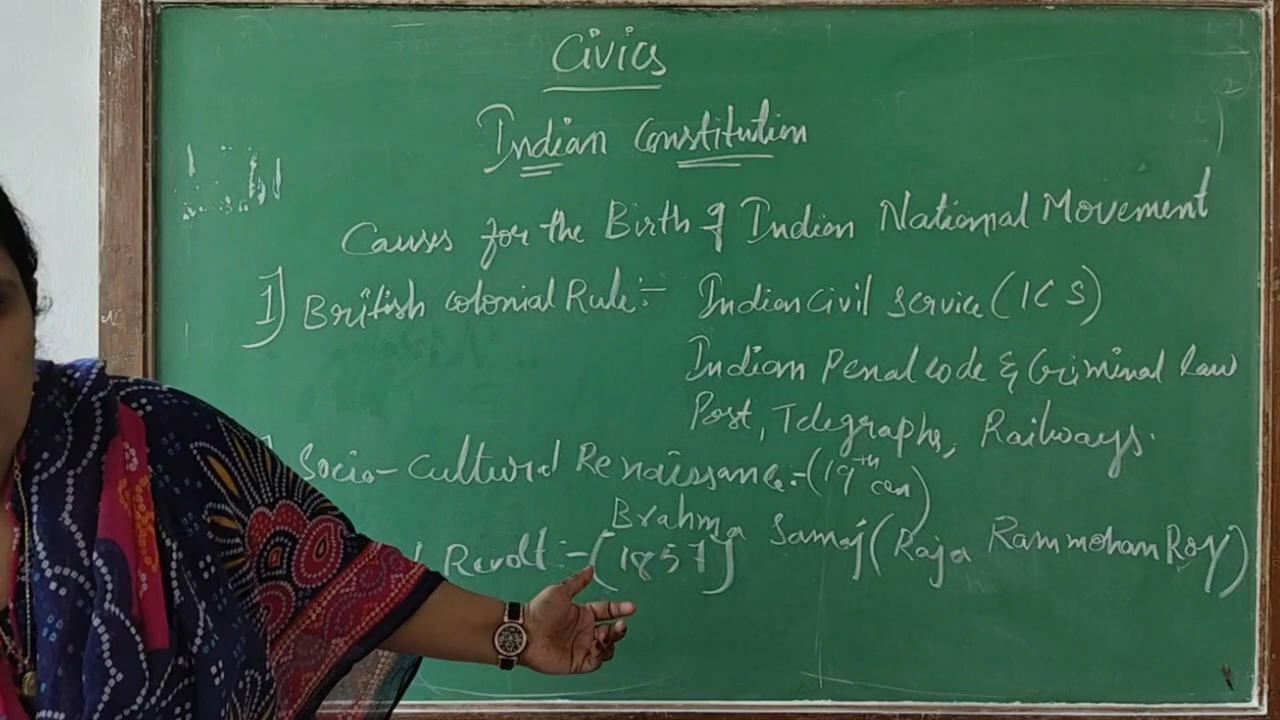 Civics
Indian Constitution
Causes for the Birth of Indian National Movement
1) British colonial Rule :- Indian Civil Service (ICS)
Indian Penal code & Criminal law
Post, Telegraphs, Railways.
Socio-Cultural Renaissance :- (19th cen)
Brahma Samaj (Raja Rammohan Roy)
Revolt :- (1857)